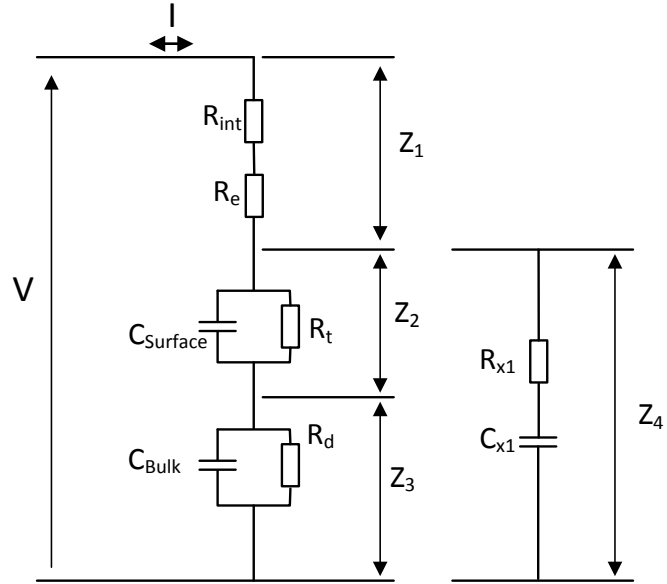 I
R_int
Z_1
R_e
V
C_Surface
R_t
Z_2
R_x1
Z_4
R_d
C_x1
C_Bulk
Z_3